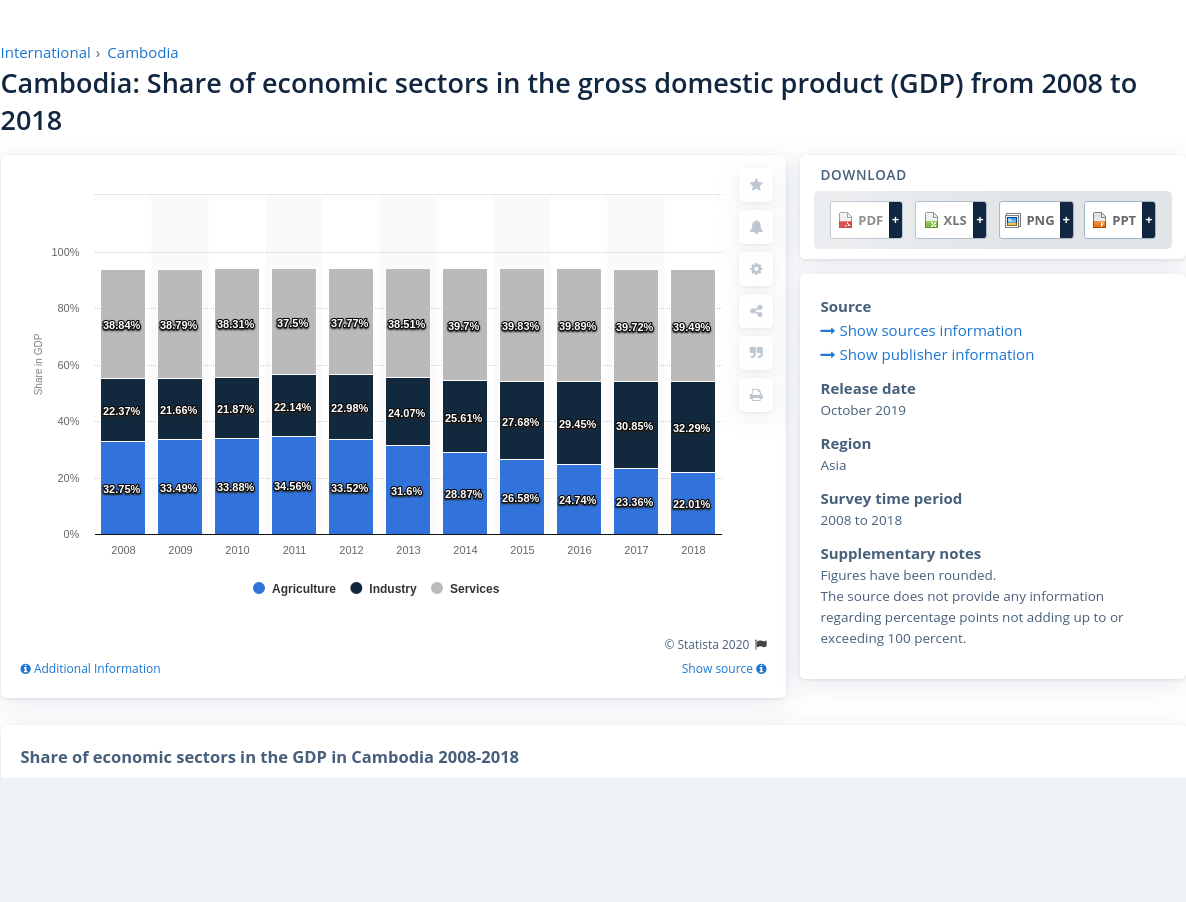 International › Cambodia
Cambodia: Share of economic sectors in the gross domestic product (GDP) from 2008 to
2018
100%
80%
60%
40%
20%
0%
Share in GDP
38.84% 38.79% 38.31% 37.5% 37.77% 38.51% 39.7% 39.83% 39.89% 39.72% 39.49%
22.37% 21.66% 21.87% 22.14% 22.98% 24.07% 25.61% 27.68% 29.45% 30.85% 32.29%
32.75% 33.49% 33.88% 34.56% 33.52% 31.6% 28.87% 26.58% 24.74% 23.36% 22.01%
2008 2009 2010 2011 2012 2013 2014 2015 2016 2017 2018
Agriculture Industry Services
© Statista 2020
Additional Information
Show source
DOWNLOAD
PDF + XLS + PNG + PPT +
Source
Show sources information
Show publisher information
Release date
October 2019
Region
Asia
Survey time period
2008 to 2018
Supplementary notes
Figures have been rounded.
The source does not provide any information
regarding percentage points not adding up to or
exceeding 100 percent.
Share of economic sectors in the GDP in Cambodia 2008-2018